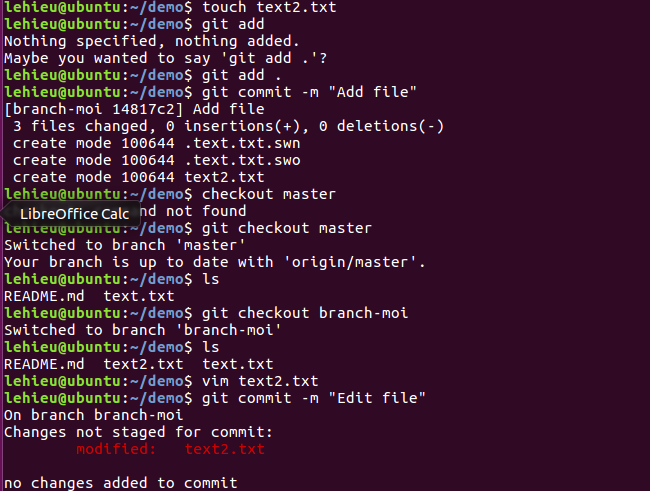 lehieu@ubuntu:~/demo$ touch text2.txt
lehieu@ubuntu:~/demo$ git add
Nothing specified, nothing added.
Maybe you wanted to say 'git add .'?
lehieu@ubuntu:~/demo$ git add .
lehieu@ubuntu:~/demo$ git commit -m "Add file"
[branch-moi 14817c2] Add file
 3 files changed, 0 insertions(+), 0 deletions(-)
 create mode 100644 .text.txt.swn
 create mode 100644 .text.txt.swo
 create mode 100644 text2.txt
lehieu@ubuntu:~/demo$ checkout master
LibreOffice Calc nd not found
lehieu@ubuntu:~/demo$ git checkout master
Switched to branch 'master'
Your branch is up to date with 'origin/master'.
lehieu@ubuntu:~/demo$ ls
README.md  text.txt
lehieu@ubuntu:~/demo$ git checkout branch-moi
Switched to branch 'branch-moi'
lehieu@ubuntu:~/demo$ ls
README.md  text2.txt  text.txt
lehieu@ubuntu:~/demo$ vim text2.txt
lehieu@ubuntu:~/demo$ git commit -m "Edit file"
On branch branch-moi
Changes not staged for commit:
        modified:   text2.txt

no changes added to commit